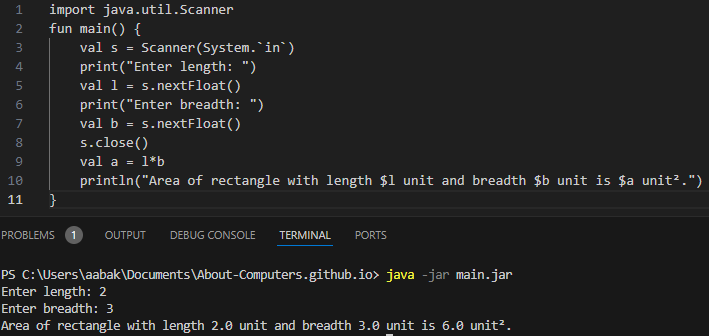 1 import java.util.Scanner
2 fun main() {
3     val s = Scanner(System.`in`)
4     print("Enter length: ")
5     val l = s.nextFloat()
6     print("Enter breadth: ")
7     val b = s.nextFloat()
8     s.close()
9     val a = l*b
10     println("Area of rectangle with length $l unit and breadth $b unit is $a unit².")
11 }
PROBLEMS 1 OUTPUT DEBUG CONSOLE TERMINAL PORTS
PS C:\Users\aabak\Documents\About-Computers.github.io> java -jar main.jar
Enter length: 2
Enter breadth: 3
Area of rectangle with length 2.0 unit and breadth 3.0 unit is 6.0 unit².